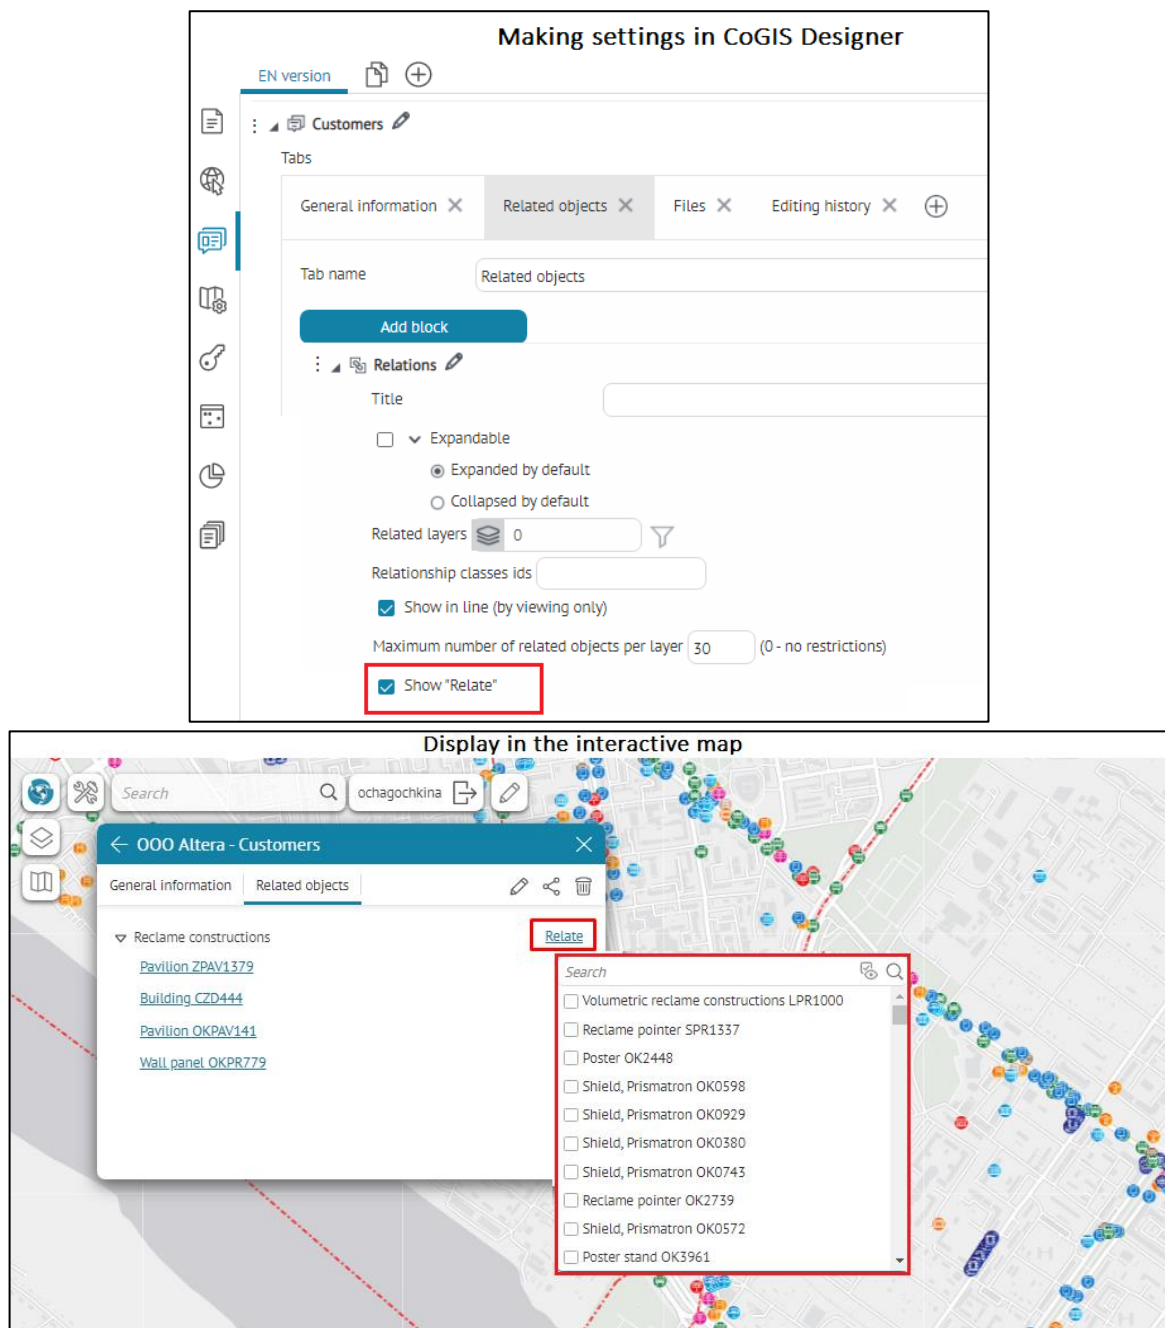 Making settings in CoGIS Designer
EN version
Customers
Tabs
General information
Related objects
Files
Editing history
Tab name
Related objects
Add block
Relations
Title
Expandable
Expanded by default
Collapsed by default
Related layers
0
Relationship classes ids
Show in line (by viewing only)
Maximum number of related objects per layer 30 (0 - no restrictions)
Show "Relate"
Display in the interactive map
Search
ochagochkina
OOO Altera - Customers
General information
Related objects
Reclame constructions
Relate
Pavilion ZPAV1379
Building CZD444
Pavilion OKPAV141
Wall panel OKPR779
Search
Volumetric reclame constructions LPR1000
Reclame pointer SPR1337
Poster OK2448
Shield, Prismatron OK0598
Shield, Prismatron OK0929
Shield, Prismatron OK0380
Shield, Prismatron OK0743
Reclame pointer OK2739
Shield, Prismatron OK0572
Poster stand OK3961